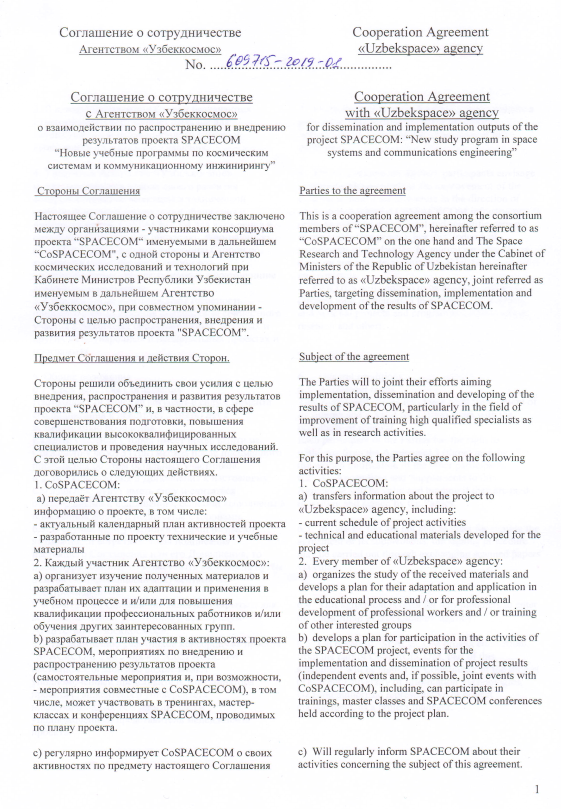 Соглашение о сотрудничестве
Агентством «Узбеккосмос»
Cooperation Agreement
«Uzbekspace» agency
No. ...609715-2019-02...
Соглашение о сотрудничестве
с Агентством «Узбеккосмос»
о взаимодействии по распространению и внедрению
результатов проекта SPACECOM
“Новые учебные программы по космическим
системам и коммуникационному инжинирингу”
Стороны Соглашения
Настоящее Соглашение о сотрудничестве заключено
между организациями - участниками консорциума
проекта “SPACECOM“ именуемыми в дальнейшем
“CoSPACECOM", с одной стороны и Агентство
космических исследований и технологий при
Кабинете Министров Республики Узбекистан
именуемым в дальнейшем Агентство
«Узбеккосмос», при совместном упоминании -
Стороны с целью распространения, внедрения и
развития результатов проекта "SPACECOM”.
Предмет Соглашения и действия Сторон.
Стороны решили объединить свои усилия с целью
внедрения, распространения и развития результатов
проекта “SPACECOM” и, в частности, в сфере
совершенствования подготовки, повышения
квалификации высококвалифицированных
специалистов и проведения научных исследований.
С этой целью Стороны настоящего Соглашения
договорились о следующих действиях.
1. CoSPACECOM:
а) передаёт Агентству «Узбеккосмос»
информацию о проекте, в том числе:
- актуальный календарный план активностей проекта
- разработанные по проекту технические и учебные
материалы
2. Каждый участник Агентство «Узбеккосмос»:
a) организует изучение полученных материалов и
разрабатывает план их адаптации и применения в
учебном процессе и и/или для повышения
квалификации профессиональных работников и/или
обучения других заинтересованных групп.
b) разрабатывает план участия в активностях проекта
SPACECOM, мероприятиях по внедрению и
распространению результатов проекта
(самостоятельные мероприятия и, при возможности,
- мероприятия совместные с CoSPACECOM), в том
числе, может участвовать в тренингах, мастер-
классах и конференциях SPACECOM, проводимых
по плану проекта.
c) регулярно информирует CoSPACECOM о своих
активностях по предмету настоящего Соглашения
Cooperation Agreement
with «Uzbekspace» agency
for dissemination and implementation outputs of the
project SPACECOM: “New study program in space
systems and communications engineering”
Parties to the agreement
This is a cooperation agreement among the consortium
members of “SPACECOM”, hereinafter referred to as
“CoSPACECOM” on the one hand and The Space
Research and Technology Agency under the Cabinet of
Ministers of the Republic of Uzbekistan hereinafter
referred to as «Uzbekspace» agency, joint referred as
Parties, targeting dissemination, implementation and
development of the results of SPACECOM.
Subject of the agreement
The Parties will to joint their efforts aiming
implementation, dissemination and developing of the
results of SPACECOM, particularly in the field of
improvement of training high qualified specialists as
well as in research activities.
For this purpose, the Parties agree on the following
activities:
1. CoSPACECOM:
a) transfers information about the project to
«Uzbekspace» agency, including:
- current schedule of project activities
- technical and educational materials developed for the
project
2. Every member of «Uzbekspace» agency:
a) organizes the study of the received materials and
develops a plan for their adaptation and application in
the educational process and / or for professional
development of professional workers and / or training
of other interested groups
b) develops a plan for participation in the activities of
the SPACECOM project, events for the
implementation and dissemination of project results
(independent events and, if possible, joint events with
CoSPACECOM), including, can participate in
trainings, master classes and SPACECOM conferences
held according to the project plan.
c) Will regularly inform SPACECOM about their
activities concerning the subject of this agreement.
1